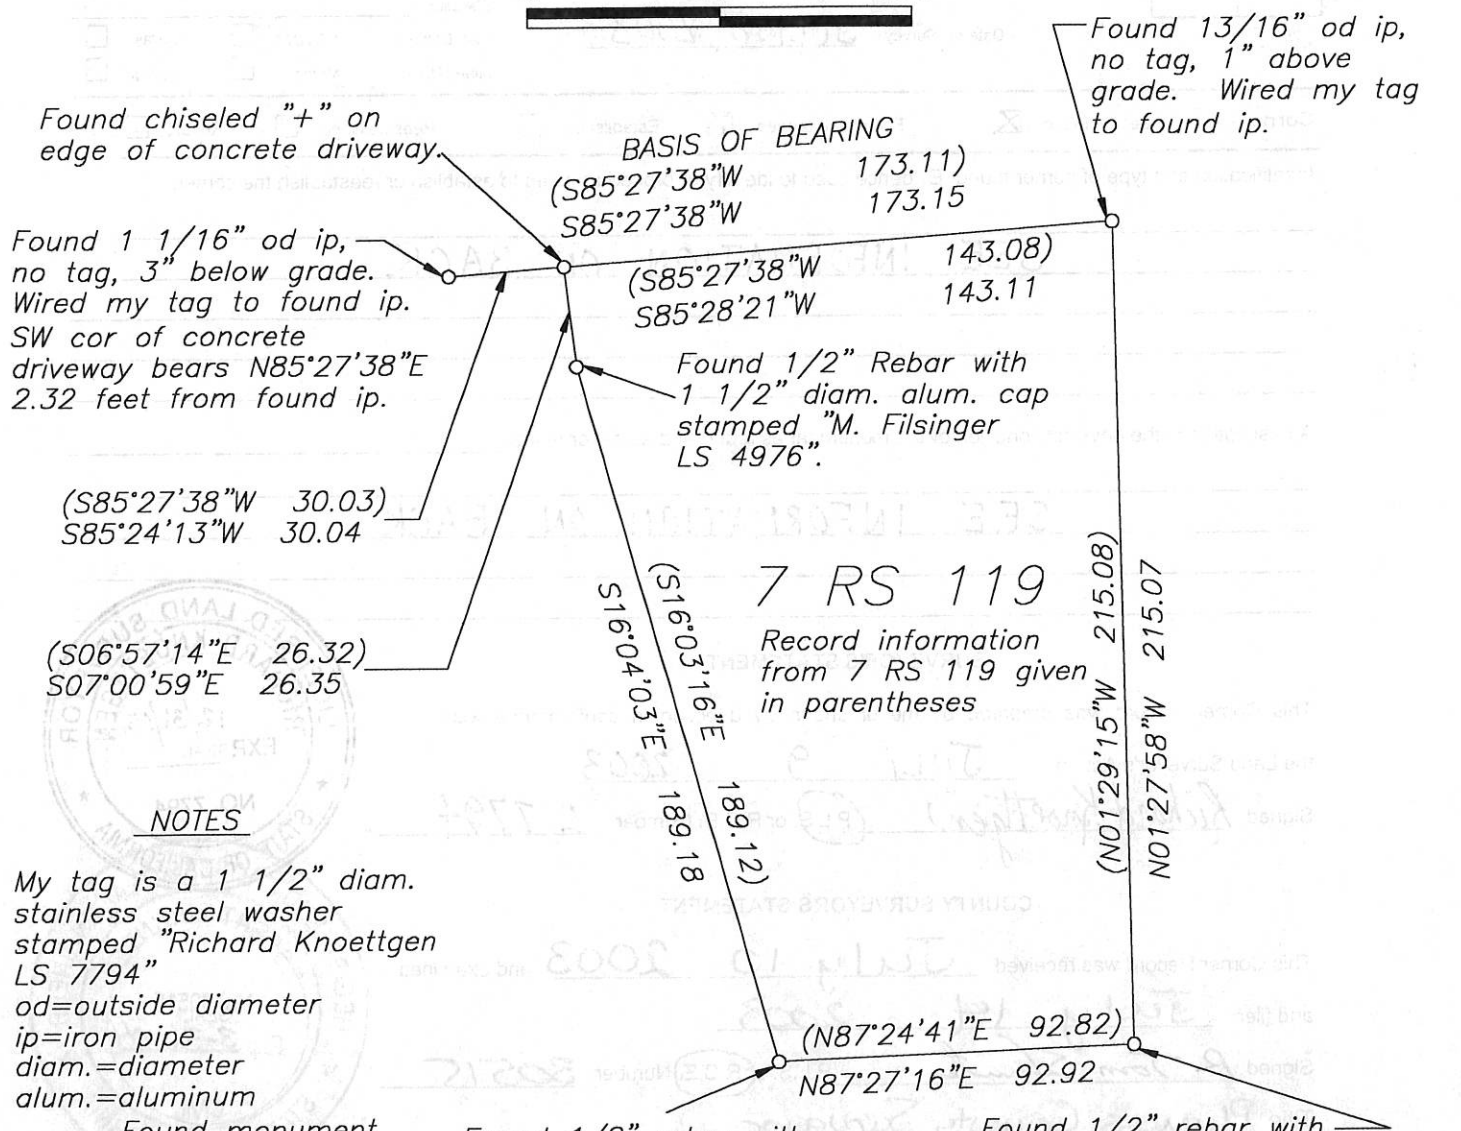 Found 13/16" od ip,
no tag, 1" above
grade. Wired my tag
to found ip.
Found chiseled "+" on
edge of concrete driveway.
BASIS OF BEARING
(S85°27'38"W 173.11)
S85°27'38"W 173.15
Found 1 1/16" od ip,
no tag, 3" below grade.
Wired my tag to found ip.
SW cor of concrete
driveway bears N85°27'38"E
2.32 feet from found ip.
(S85°27'38"W 143.08)
S85°28'21"W 143.11
Found 1/2" Rebar with
1 1/2" diam. alum. cap
stamped "M. Filsinger
LS 4976".
(S85°27'38"W 30.03)
S85°24'13"W 30.04
(S06°57'14"E 26.32)
S07°00'59"E 26.35
(S16°03'16"E 189.12)
S16°04'03"E 189.18
7 RS 119
Record information
from 7 RS 119 given
in parentheses
(N01°29'15"W 215.08)
N01°27'58"W 215.07
NOTES
My tag is a 1 1/2" diam.
stainless steel washer
stamped "Richard Knoettgen
LS 7794"
od=outside diameter
ip=iron pipe
diam.=diameter
alum.=aluminum
(N87°24'41"E 92.82)
N87°27'16"E 92.92
Found monument
Found 1/2" rebar with